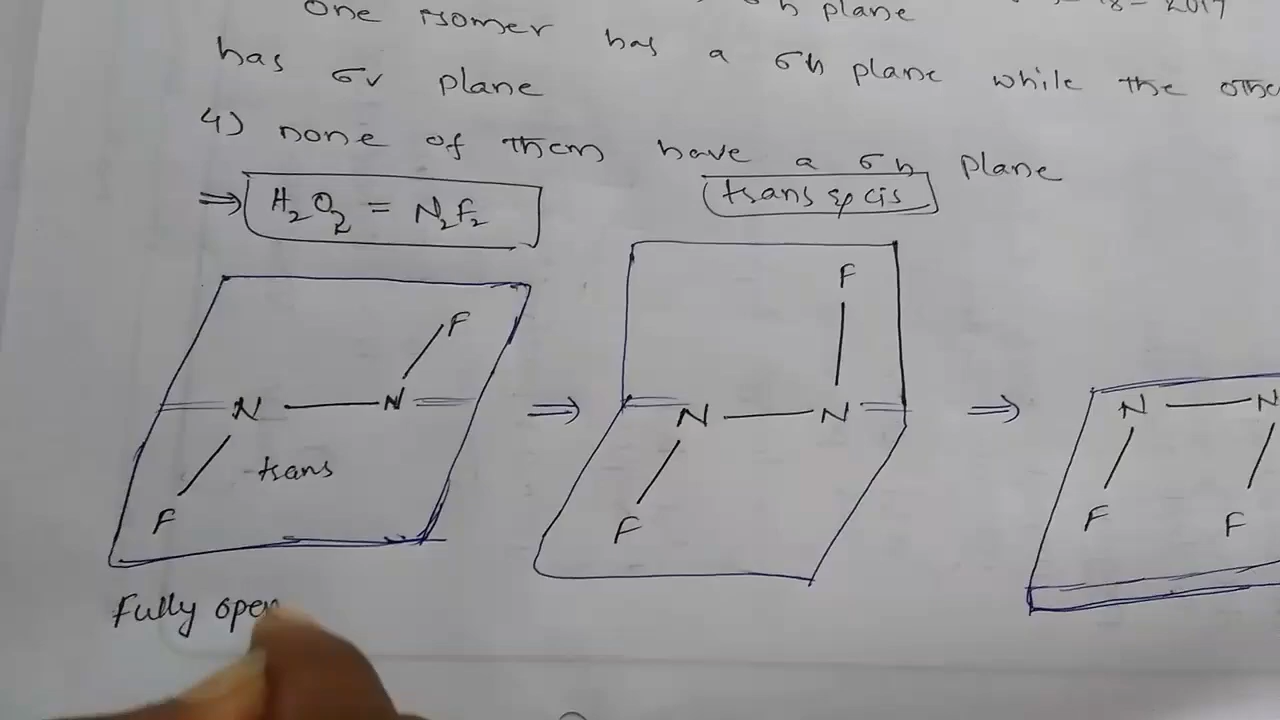 One isomer has a σh plane while the othe
has σv plane
4) none of them have a σh plane
⇒ H₂O₂ = N₂F₂
trans & cis
F
F
N — N ⇒ N — N ⇒ N — N
trans
F F F F
Fully open